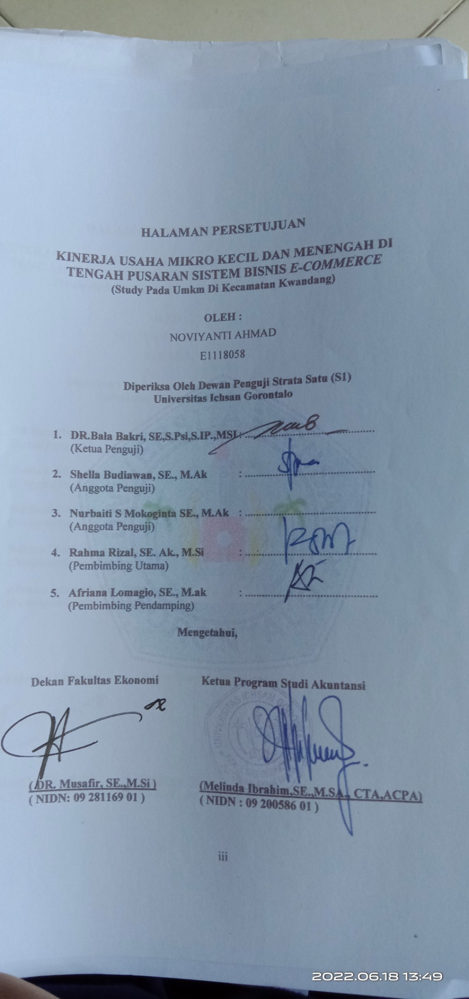 HALAMAN PERSETUJUAN
KINERJA USAHA MIKRO KECIL DAN MENENGAH DI
TENGAH PUSARAN SISTEM BISNIS E-COMMERCE
(Study Pada Umkm Di Kecamatan Kwandang)
OLEH :
NOVIYANTI AHMAD
E1118058
Diperiksa Oleh Dewan Penguji Strata Satu (S1)
Universitas Ichsan Gorontalo
1. DR.Bala Bakri, SE,S.Psi,S.IP.,MSI : ..........
(Ketua Penguji)
2. Shella Budiawan, SE., M.Ak : ..........
(Anggota Penguji)
3. Nurbaiti S Mokoginta SE., M.Ak : ..........
(Anggota Penguji)
4. Rahma Rizal, SE. Ak., M.Si : ..........
(Pembimbing Utama)
5. Afriana Lomagio, SE., M.ak : ..........
(Pembimbing Pendamping)
Mengetahui,
Dekan Fakultas Ekonomi
(DR. Musafir, SE.,M.Si )
( NIDN: 09 281169 01 )
Ketua Program Studi Akuntansi
UNIVERSITAS ICHSAN
(Melinda Ibrahim,SE.,M.SA., CTA,ACPA)
( NIDN : 09 200586 01 )
iii
2022.06.18 13:49